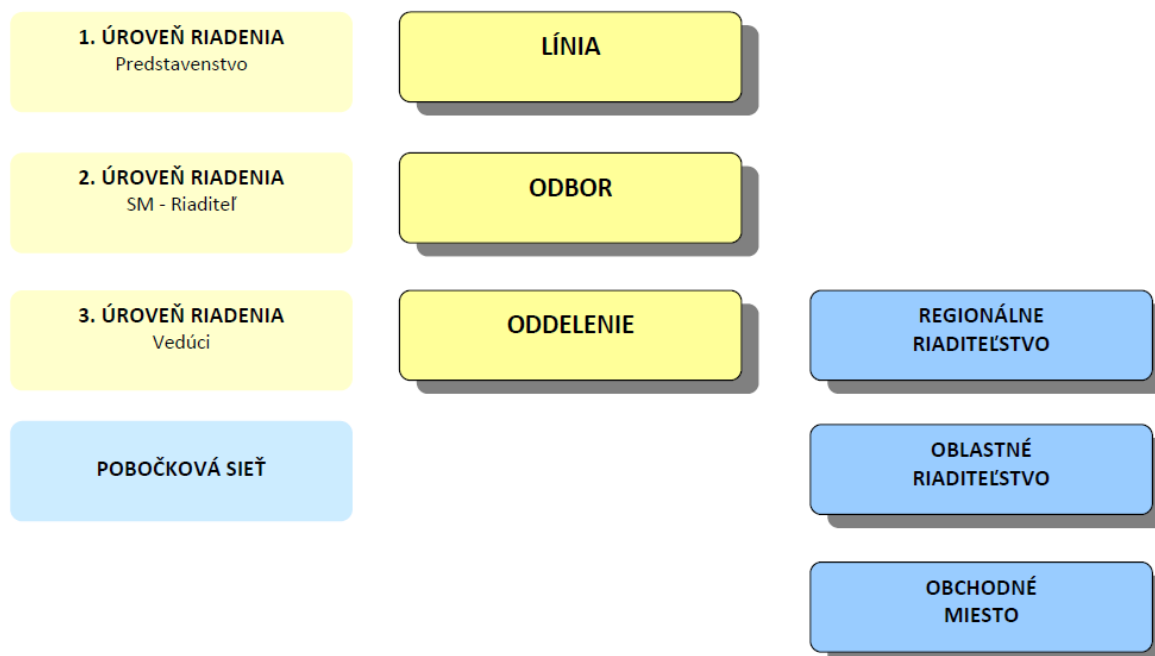 1. ÚROVEŇ RIADENIA
Predstavenstvo
LÍNIA
2. ÚROVEŇ RIADENIA
SM - Riaditeľ
ODBOR
3. ÚROVEŇ RIADENIA
Vedúci
ODDELENIE
REGIONÁLNE
RIADITEĽSTVO
POBOČKOVÁ SIEŤ
OBLASTNÉ
RIADITEĽSTVO
OBCHODNÉ
MIESTO